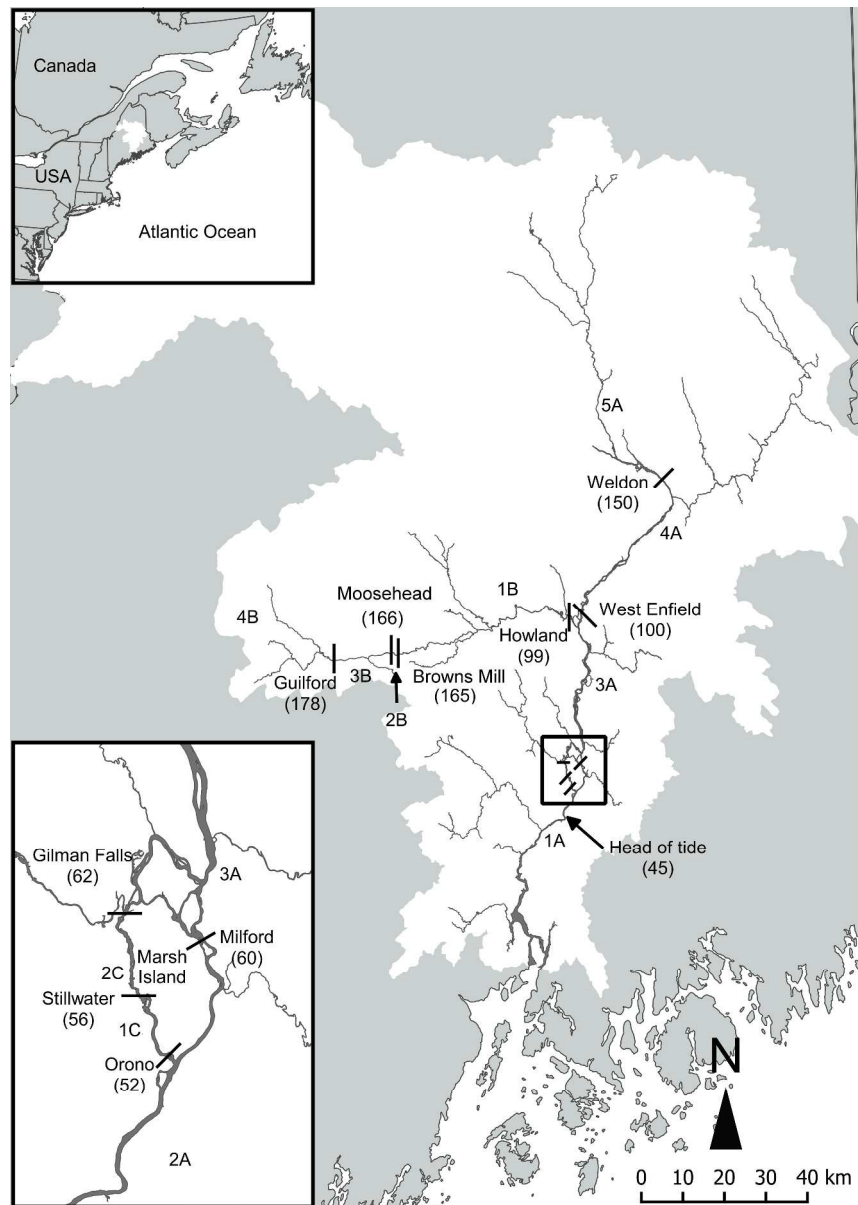 Canada
USA
Atlantic Ocean
5A
Weldon
(150)
4A
1B
Moosehead
(166)
4B
West Enfield
(100)
Howland
(99)
Guilford
(178)
3B
Browns Mill
(165)
2B
3A
1A
Head of tide
(45)
Gilman Falls
(62)
3A
Marsh
Island
Milford
(60)
2C
Stillwater
(56)
1C
Orono
(52)
2A
N
0 10 20 30 40 km